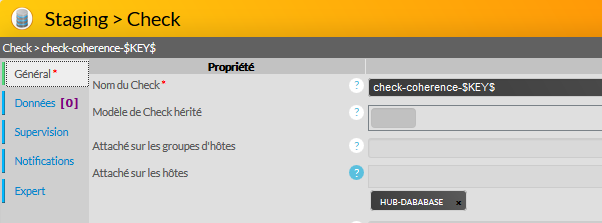 Staging > Check
Check > check-coherence-$KEY$
Général *
Données [0]
Supervision
Notifications
Expert
Propriété
Nom du Check * ? check-coherence-$KEY$
Modèle de Check hérité ?
Attaché sur les groupes d'hôtes ?
Attaché sur les hôtes ?
HUB-DABABASE x